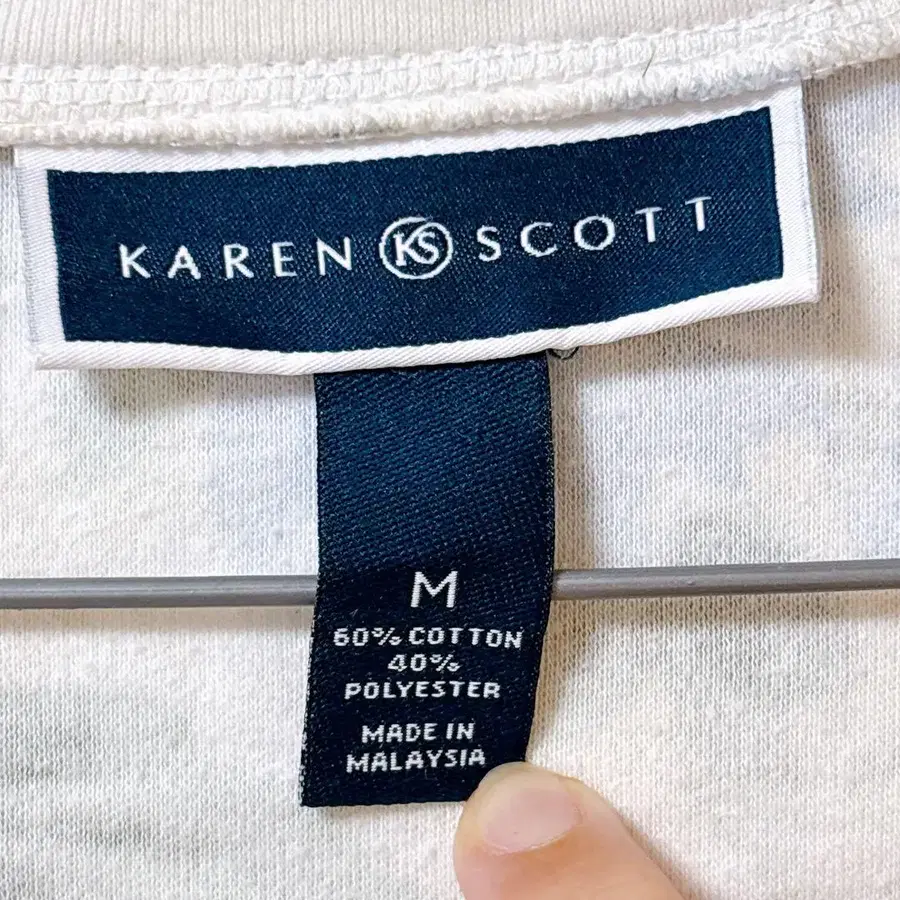 KAREN KS SCOTT
M
60% COTTON
40%
POLYESTER
MADE IN
MALAYSIA